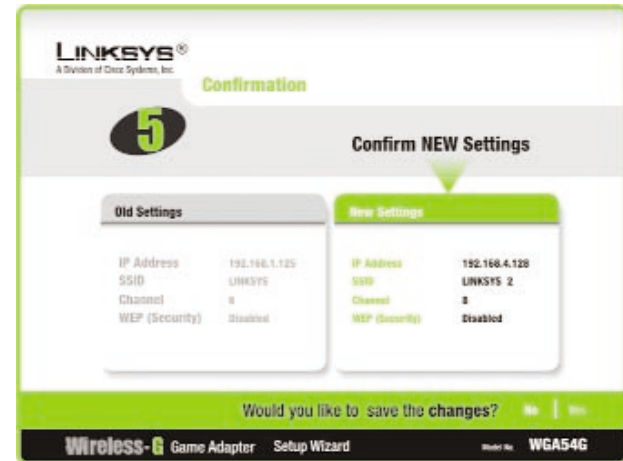 LINKSYS®
A Division of Cisco Systems, Inc.
Confirmation
5
Confirm NEW Settings
Old Settings
IP Address 192.168.1.125
SSID LINKSYS
Channel 8
WEP (Security) Disabled
New Settings
IP Address 192.168.4.128
SSID LINKSYS 2
Channel 8
WEP (Security) Disabled
Would you like to save the changes? No | Yes
Wireless-G Game Adapter Setup Wizard Model No. WGA54G